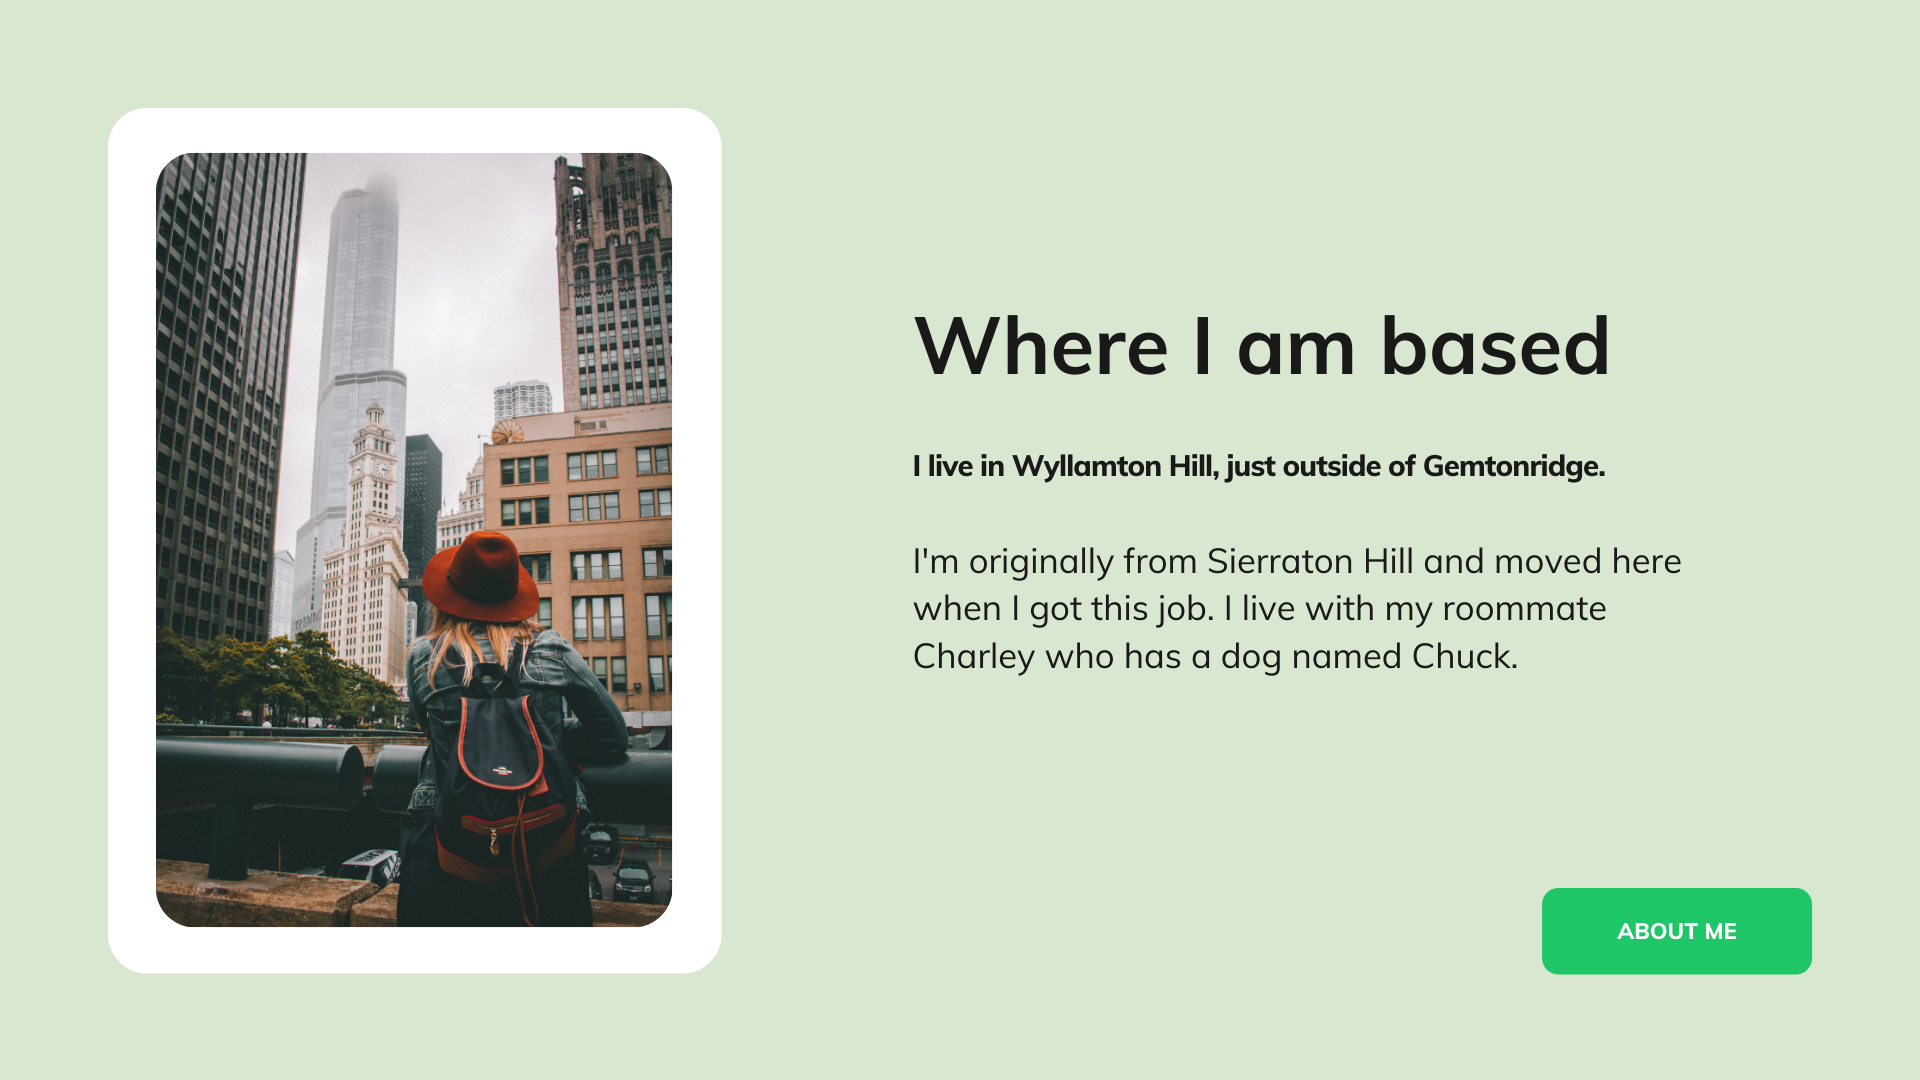 Where I am based
I live in Wyllamton Hill, just outside of Gemtonridge.
I'm originally from Sierraton Hill and moved here
when I got this job. I live with my roommate
Charley who has a dog named Chuck.
ABOUT ME